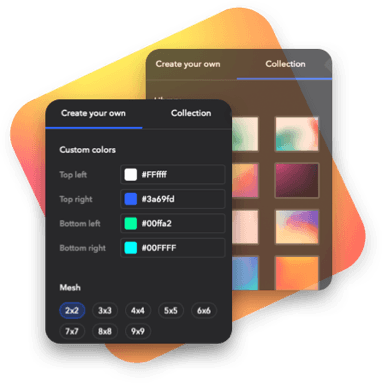 Create your own Collection
Create your own Collection
Custom colors
Top left #FFffff
Top right #3a69fd
Bottom left #00ffa2
Bottom right #00FFFF
Mesh
2x2 3x3 4x4 5x5 6x6
7x7 8x8 9x9